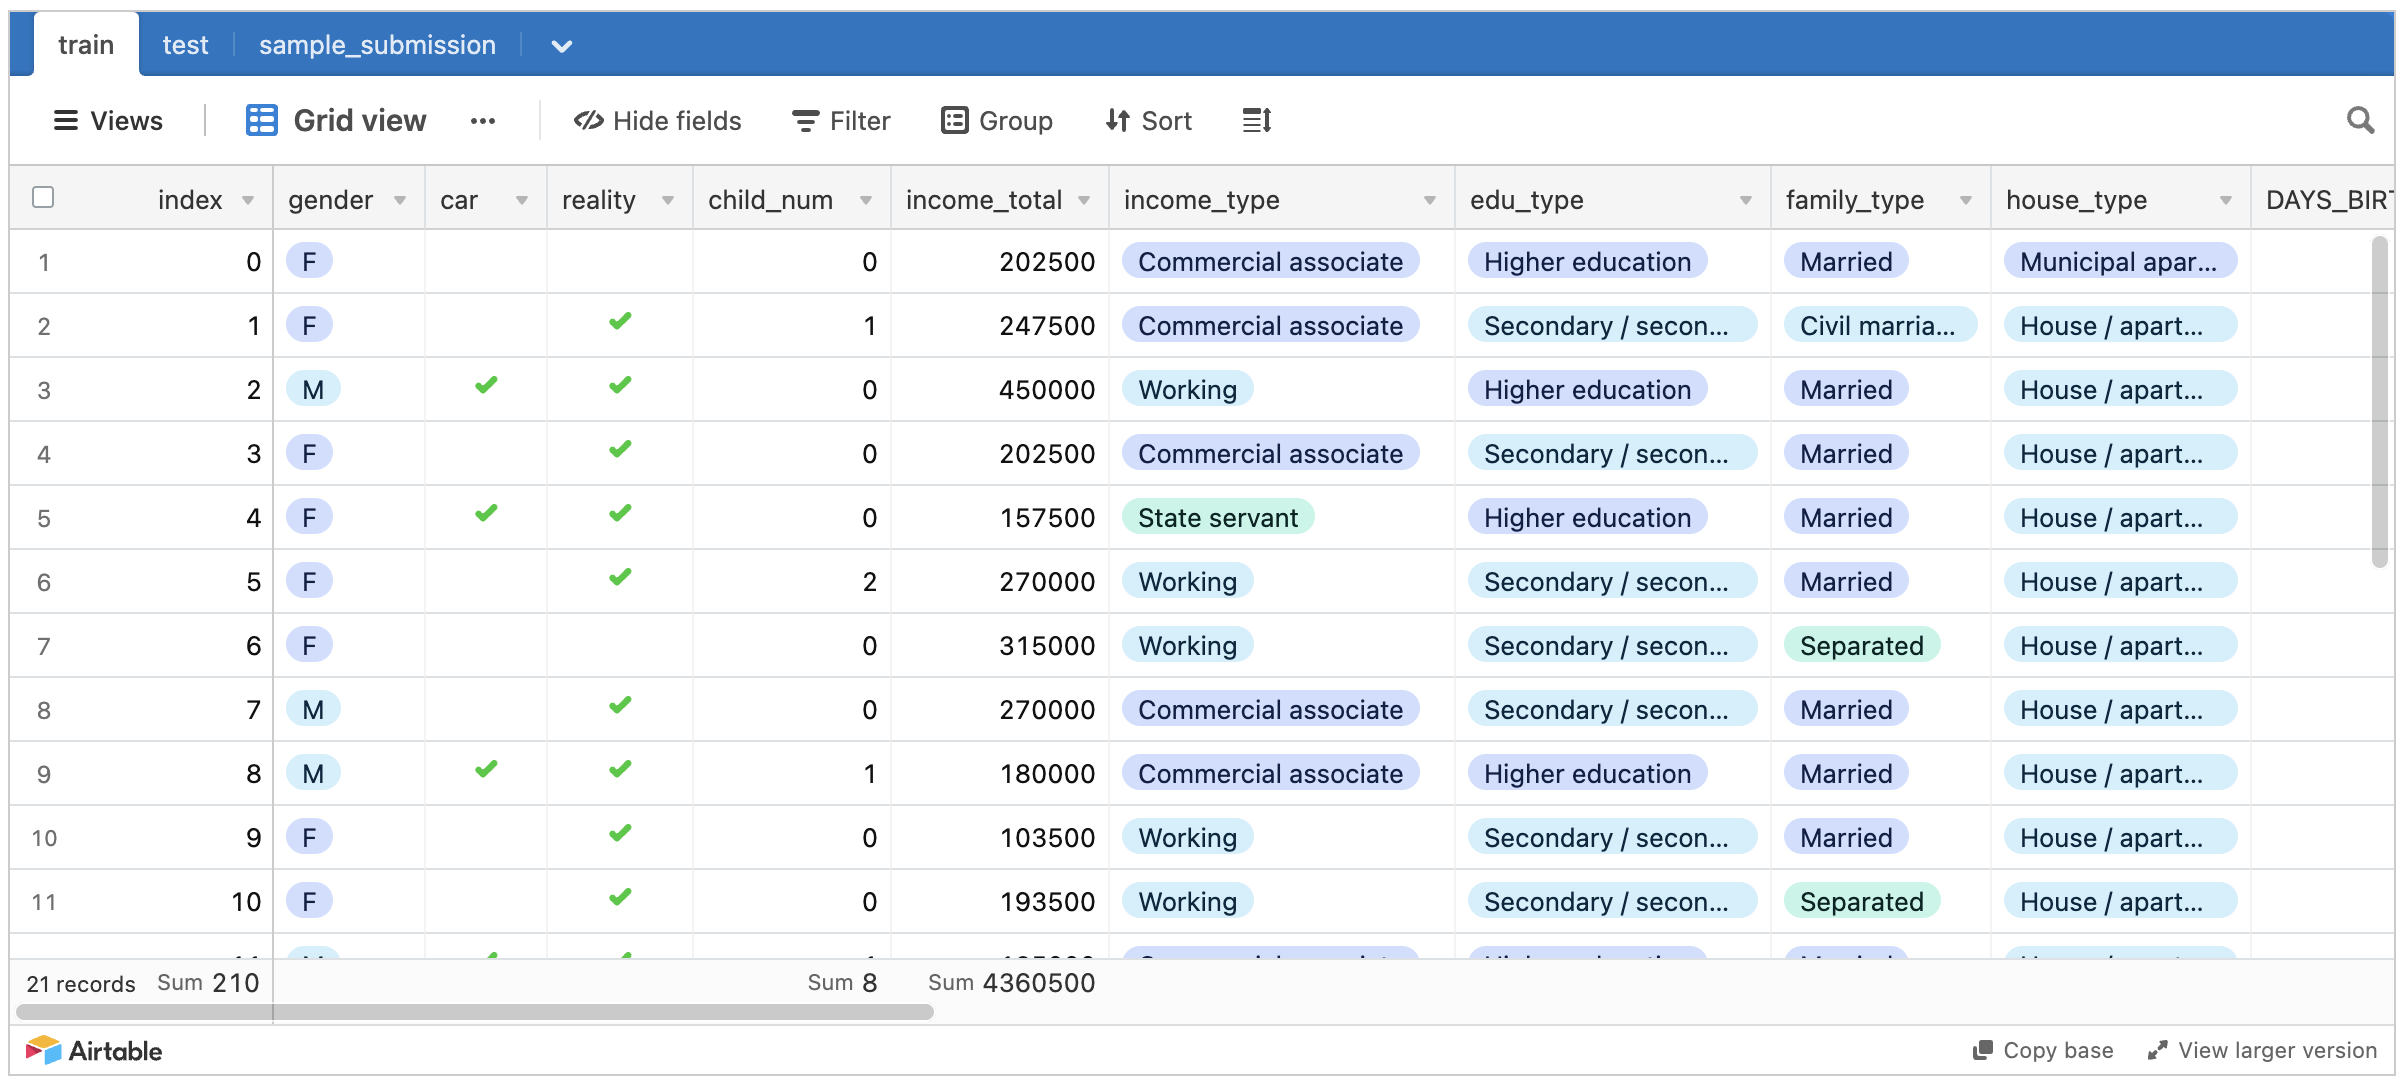 train test sample_submission
Views Grid view Hide fields Filter Group Sort
index gender car reality child_num income_total income_type edu_type family_type house_type DAYS_BIRT
1 0 F 0 202500 Commercial associate Higher education Married Municipal apar...
2 1 F 1 247500 Commercial associate Secondary / secon... Civil marria... House / apart...
3 2 M 0 450000 Working Higher education Married House / apart...
4 3 F 0 202500 Commercial associate Secondary / secon... Married House / apart...
5 4 F 0 157500 State servant Higher education Married House / apart...
6 5 F 2 270000 Working Secondary / secon... Married House / apart...
7 6 F 0 315000 Working Secondary / secon... Separated House / apart...
8 7 M 0 270000 Commercial associate Secondary / secon... Married House / apart...
9 8 M 1 180000 Commercial associate Higher education Married House / apart...
10 9 F 0 103500 Working Secondary / secon... Married House / apart...
11 10 F 0 193500 Working Secondary / secon... Separated House / apart...
21 records Sum 210 Sum 8 Sum 4360500
Airtable Copy base View larger version